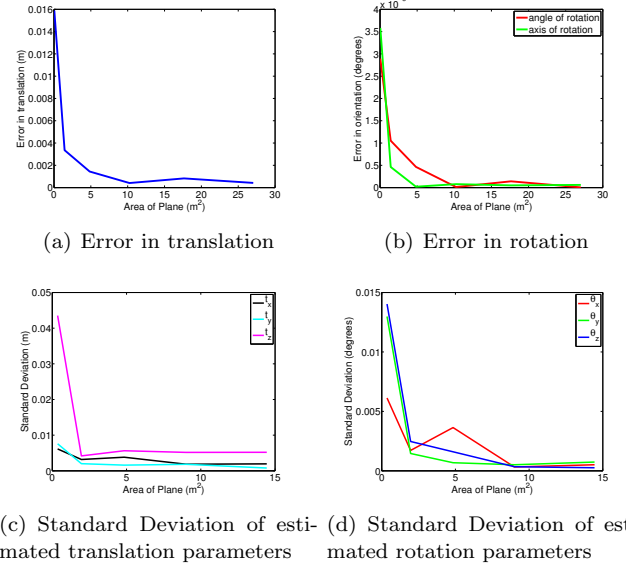 4 x 10^-
0.016
0.014
0.012
0.01
0.008
0.006
0.004
0.002
0
0 5 10 15 20 25 30
Error in translation (m)
Area of Plane (m²)
(a) Error in translation
angle of rotation
axis of rotation
3.5
3
2.5
2
1.5
1
0.5
0
0 5 10 15 20 25 30
Error in orientation (degrees)
Area of Plane (m²)
(b) Error in rotation
0.05
0.04
0.03
0.02
0.01
0
0 5 10 15
Standard Deviation (m)
Area of Plane (m²)
t_x
t_y
t_z
(c) Standard Deviation of esti-
mated translation parameters
0.015
0.01
0.005
0
0 5 10 15
Standard Deviation (degrees)
Area of Plane (m²)
θ_x
θ_y
θ_z
(d) Standard Deviation of est
mated rotation parameters